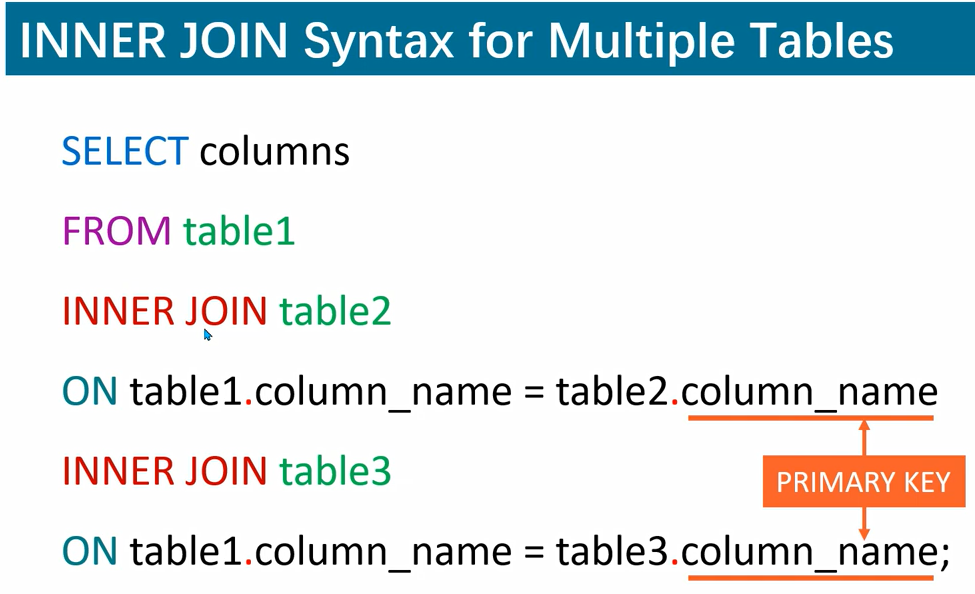 INNER JOIN Syntax for Multiple Tables
SELECT columns
FROM table1
INNER JOIN table2
ON table1.column_name = table2.column_name
INNER JOIN table3
PRIMARY KEY
ON table1.column_name = table3.column_name;